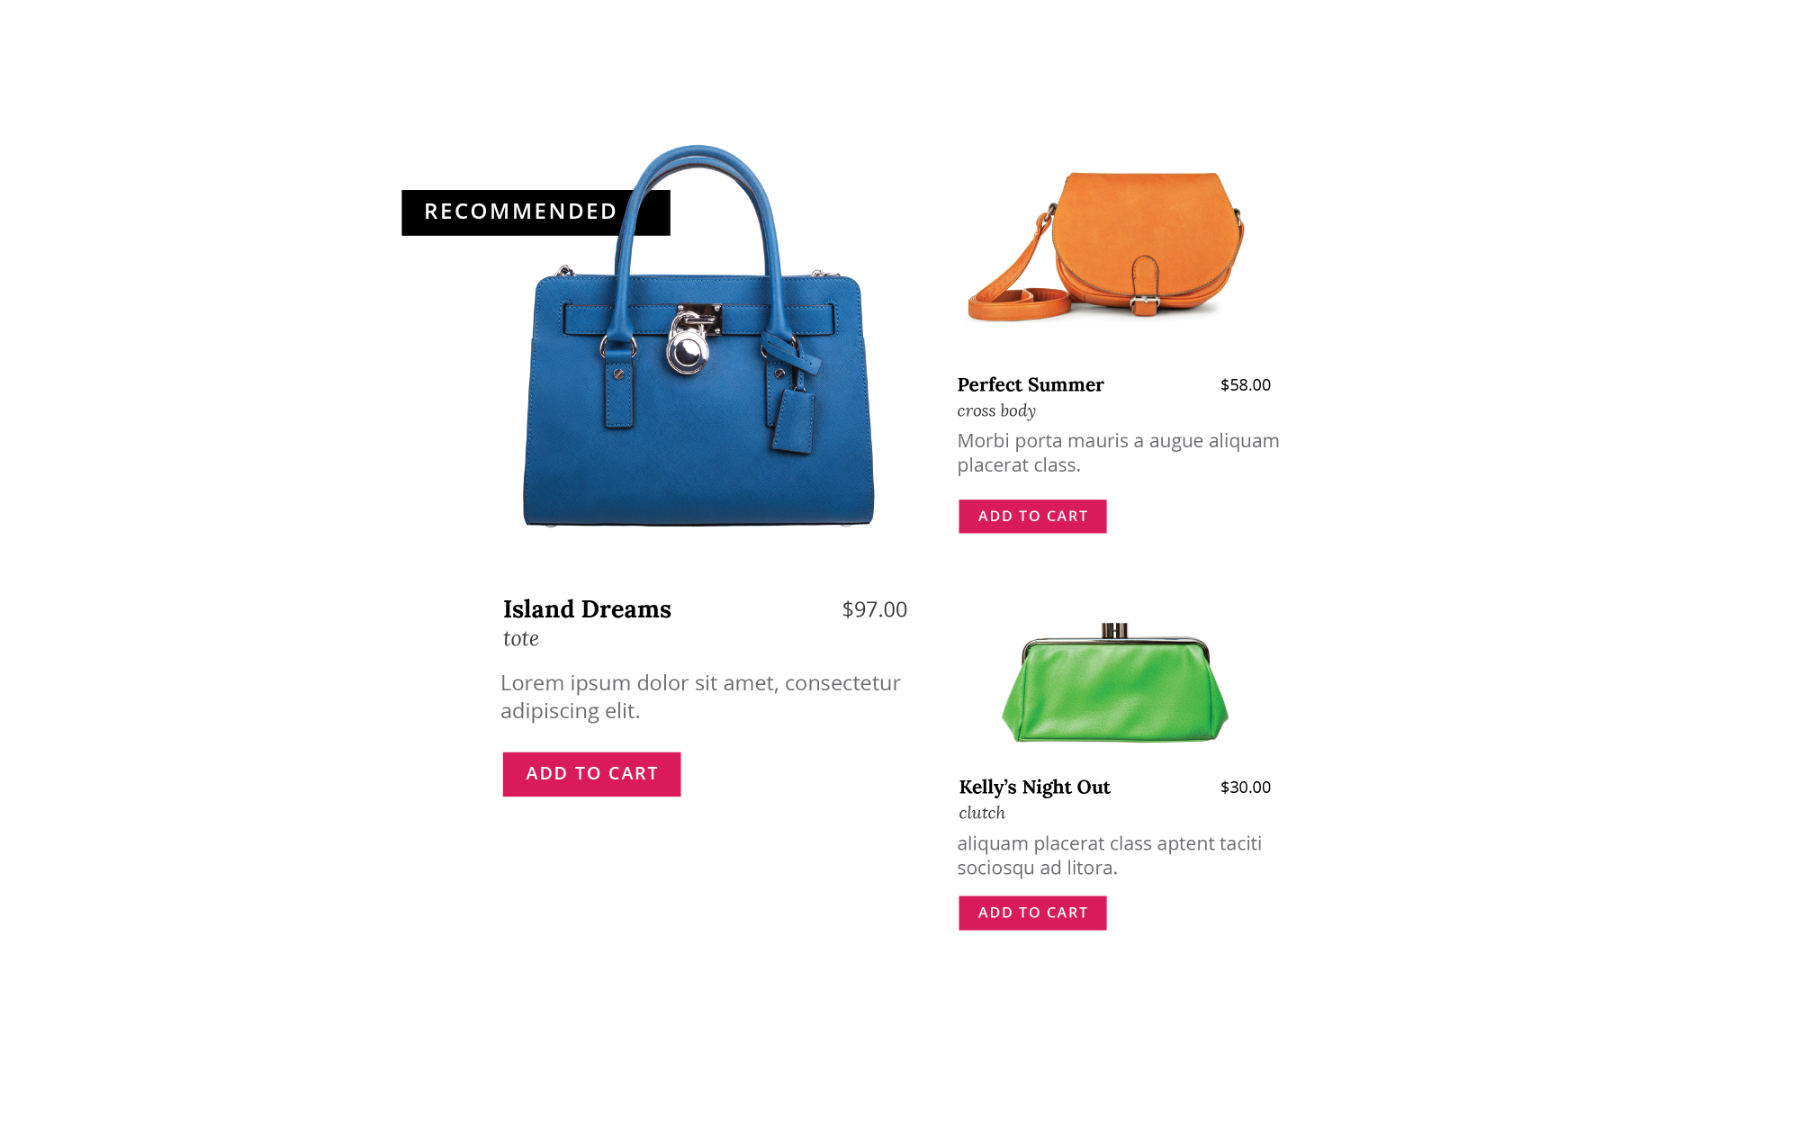 RECOMMENDED
Island Dreams
$97.00
tote
Lorem ipsum dolor sit amet, consectetur
adipiscing elit.
ADD TO CART
Perfect Summer
$58.00
cross body
Morbi porta mauris a augue aliquam
placerat class.
ADD TO CART
Kelly’s Night Out
$30.00
clutch
aliquam placerat class aptent taciti
sociosqu ad litora.
ADD TO CART